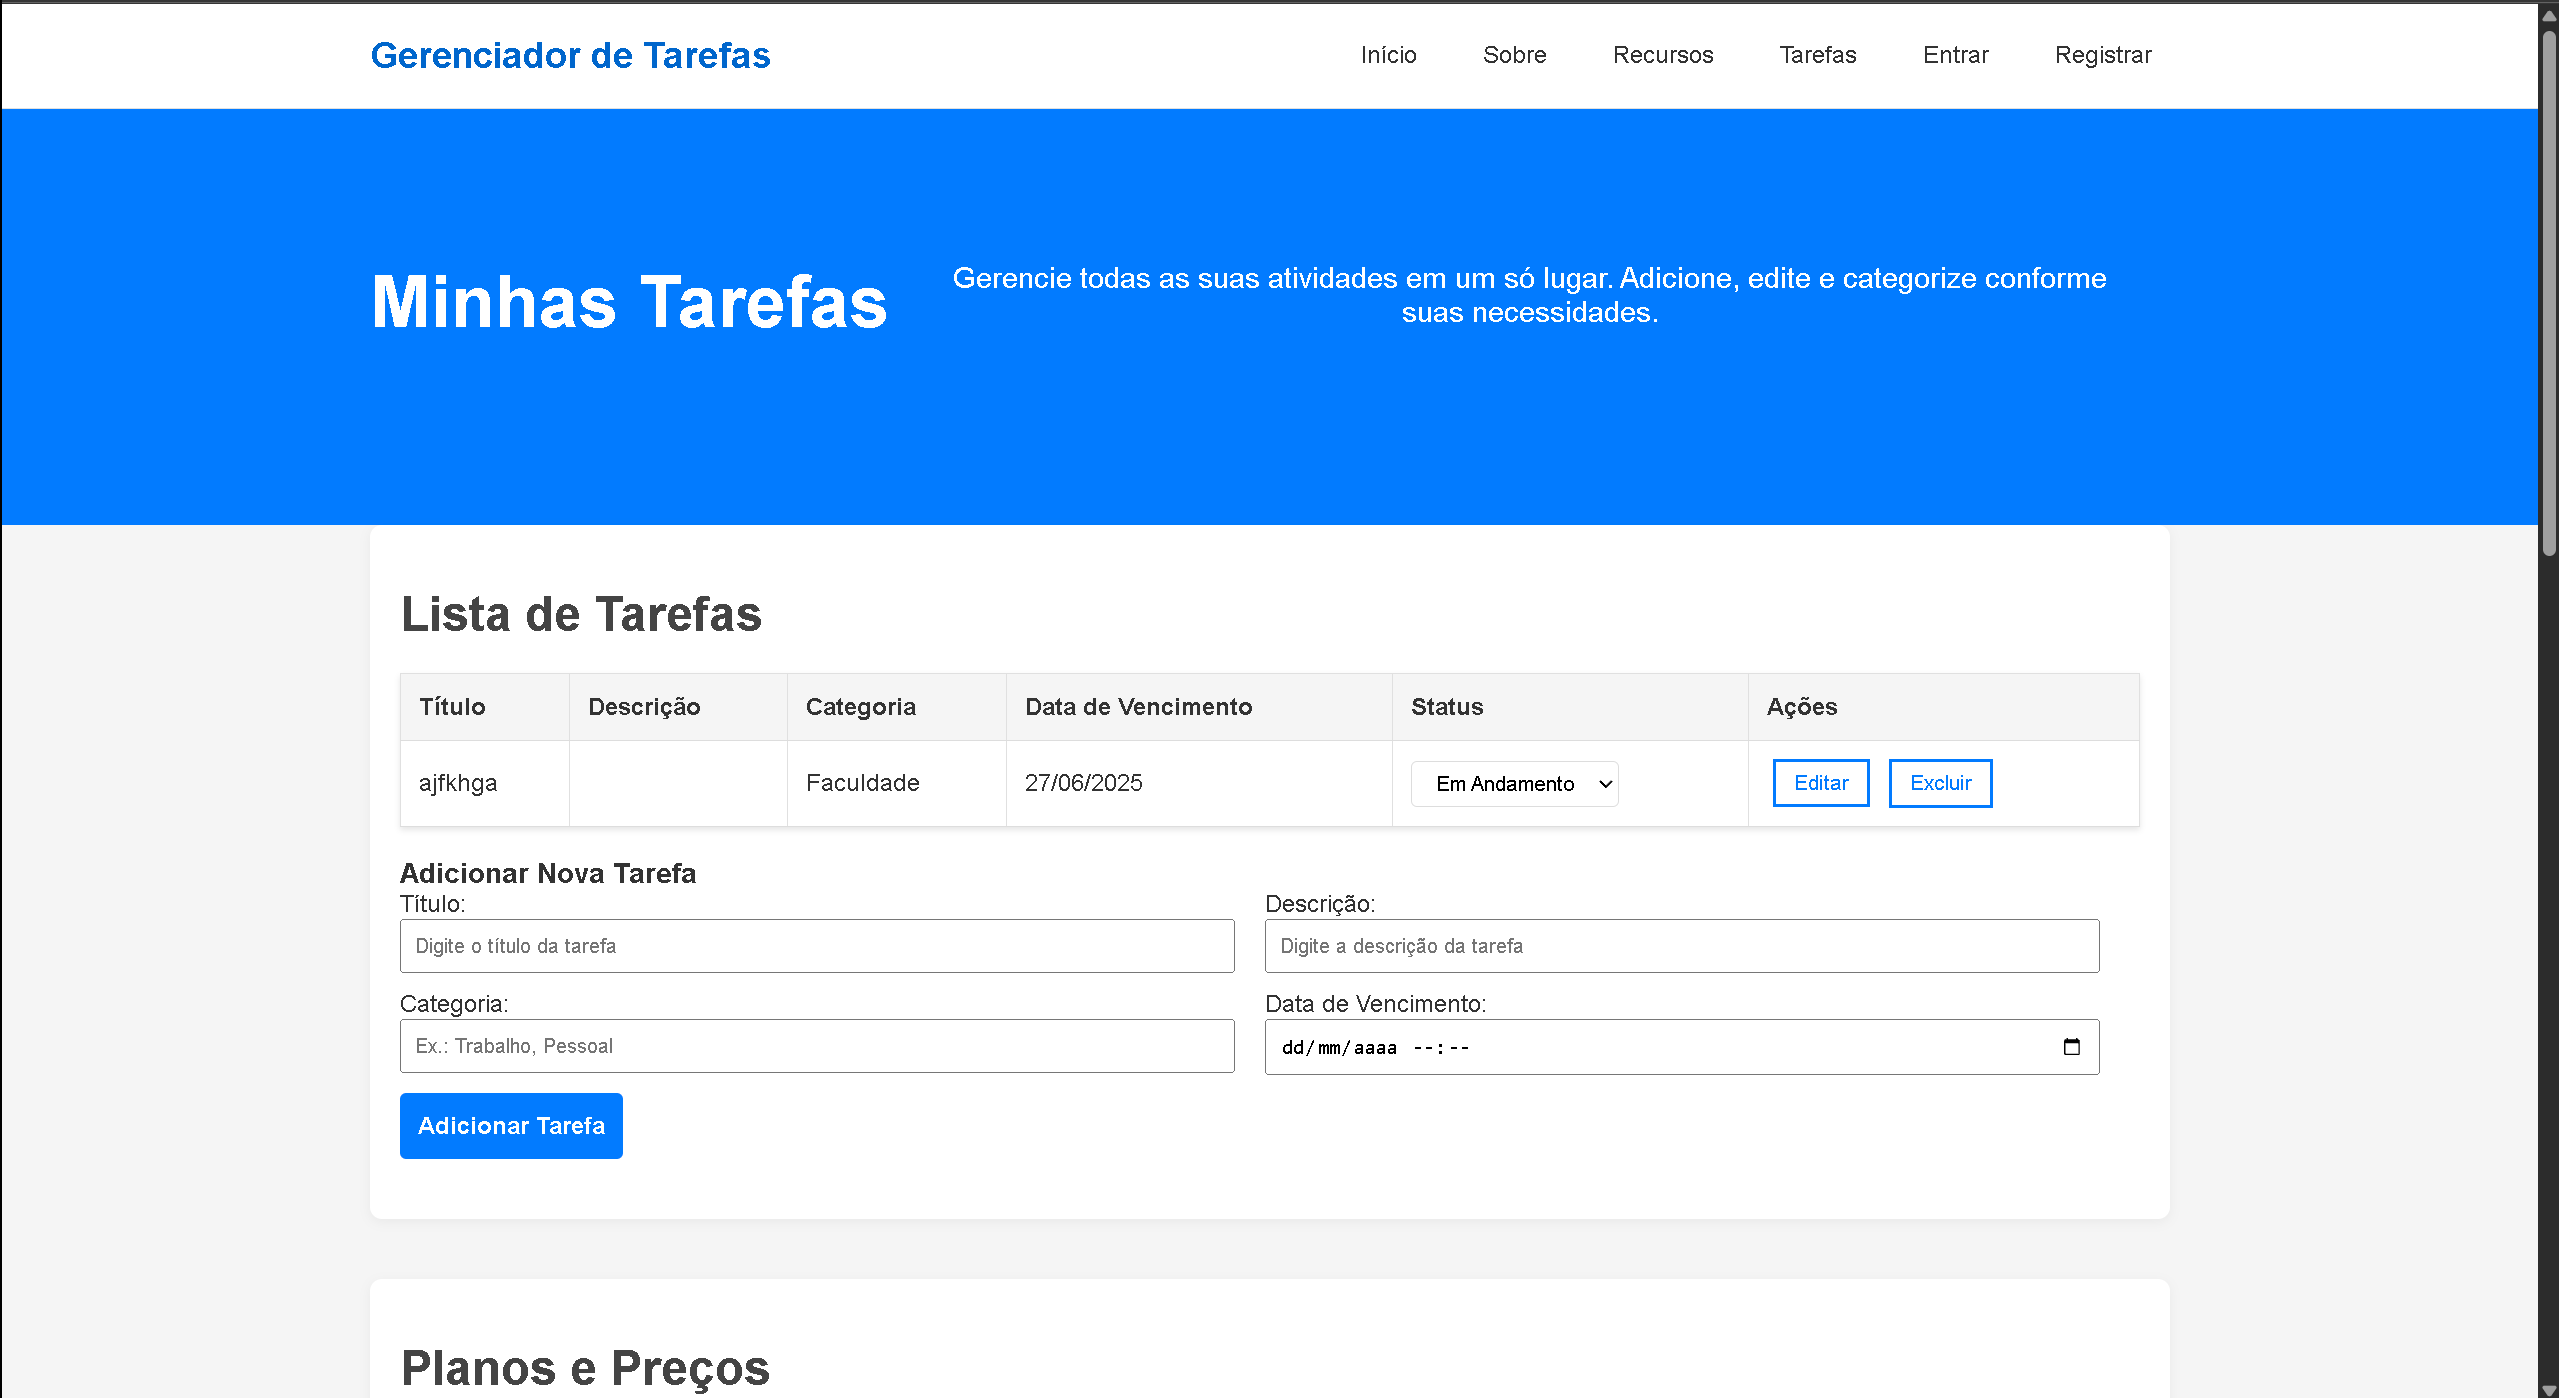 Gerenciador de Tarefas Início Sobre Recursos Tarefas Entrar Registrar
Minhas Tarefas
Gerencie todas as suas atividades em um só lugar. Adicione, edite e categorize conforme
suas necessidades.
Lista de Tarefas
Título Descrição Categoria Data de Vencimento Status Ações
ajfkhga Faculdade 27/06/2025 Em Andamento Editar Excluir
Adicionar Nova Tarefa
Título: Descrição:
Digite o título da tarefa Digite a descrição da tarefa
Categoria: Data de Vencimento:
Ex.: Trabalho, Pessoal dd/mm/aaaa --:--
Adicionar Tarefa
Planos e Preços